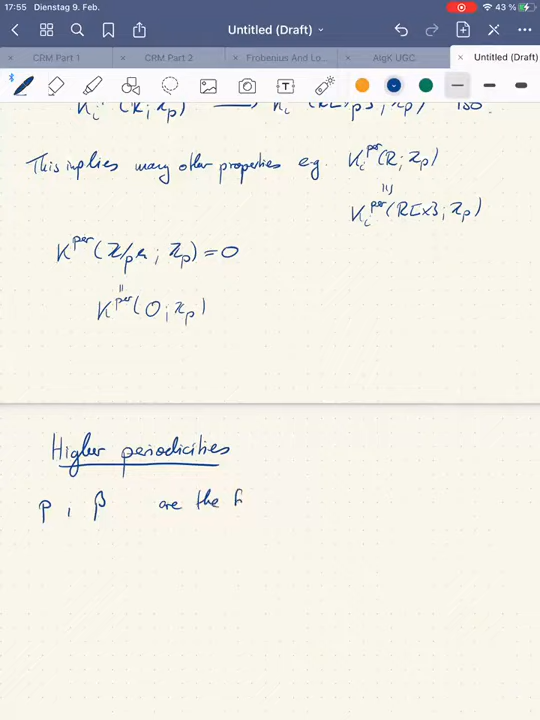 17:55 Dienstag 9. Feb.
43 %
Untitled (Draft)
CRM Part 1
CRM Part 2
Frobenius And Lo...
AlgK UGC.
Untitled (Draft)
This implies many other properties e.g. K_i^per(R; Z_p)
K_i^per(R[x]; Z_p)
K^per(Z/p^n; Z_p) = 0
K^per(0; Z_p)
Higher periodicities
p, β are the f